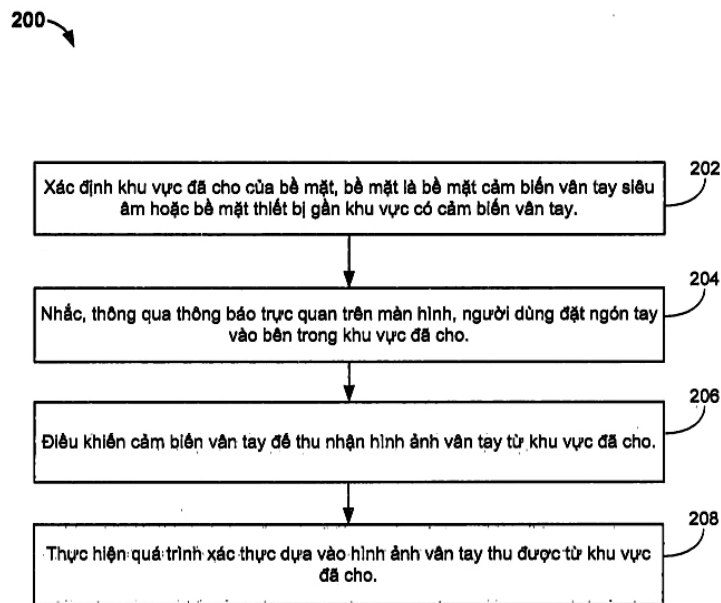 200
202
Xác định khu vực đã cho của bề mặt, bề mặt là bề mặt cảm biến vân tay siêu
âm hoặc bề mặt thiết bị gần khu vực có cảm biến vân tay.
204
Nhắc, thông qua thông báo trực quan trên màn hình, người dùng đặt ngón tay
vào bên trong khu vực đã cho.
206
Điều khiển cảm biến vân tay để thu nhận hình ảnh vân tay từ khu vực đã cho.
208
Thực hiện quá trình xác thực dựa vào hình ảnh vân tay thu được từ khu vực
đã cho.